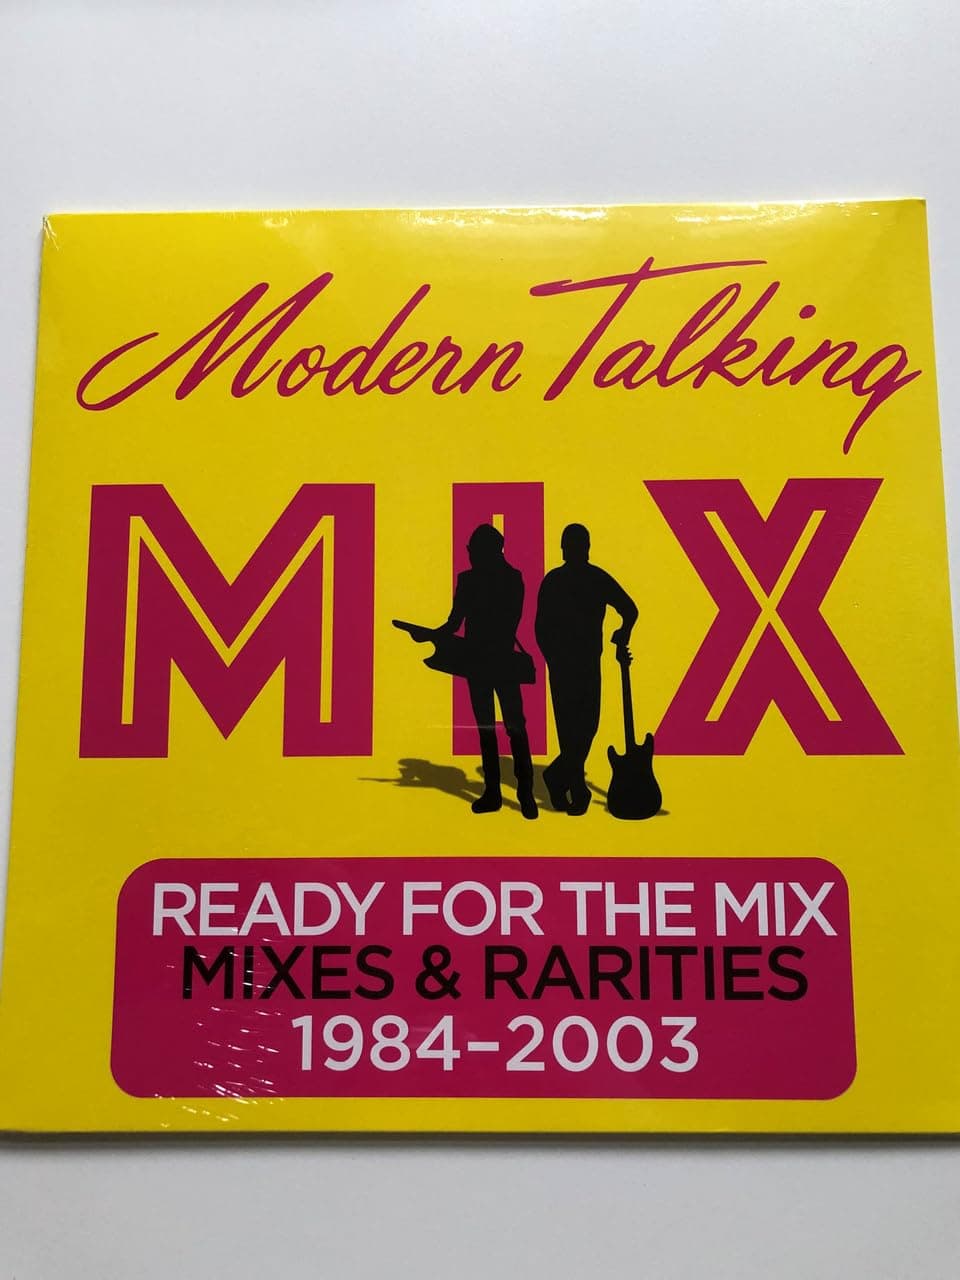 Modern Talking
MIX
READY FOR THE MIX
MIXES & RARITIES
1984-2003